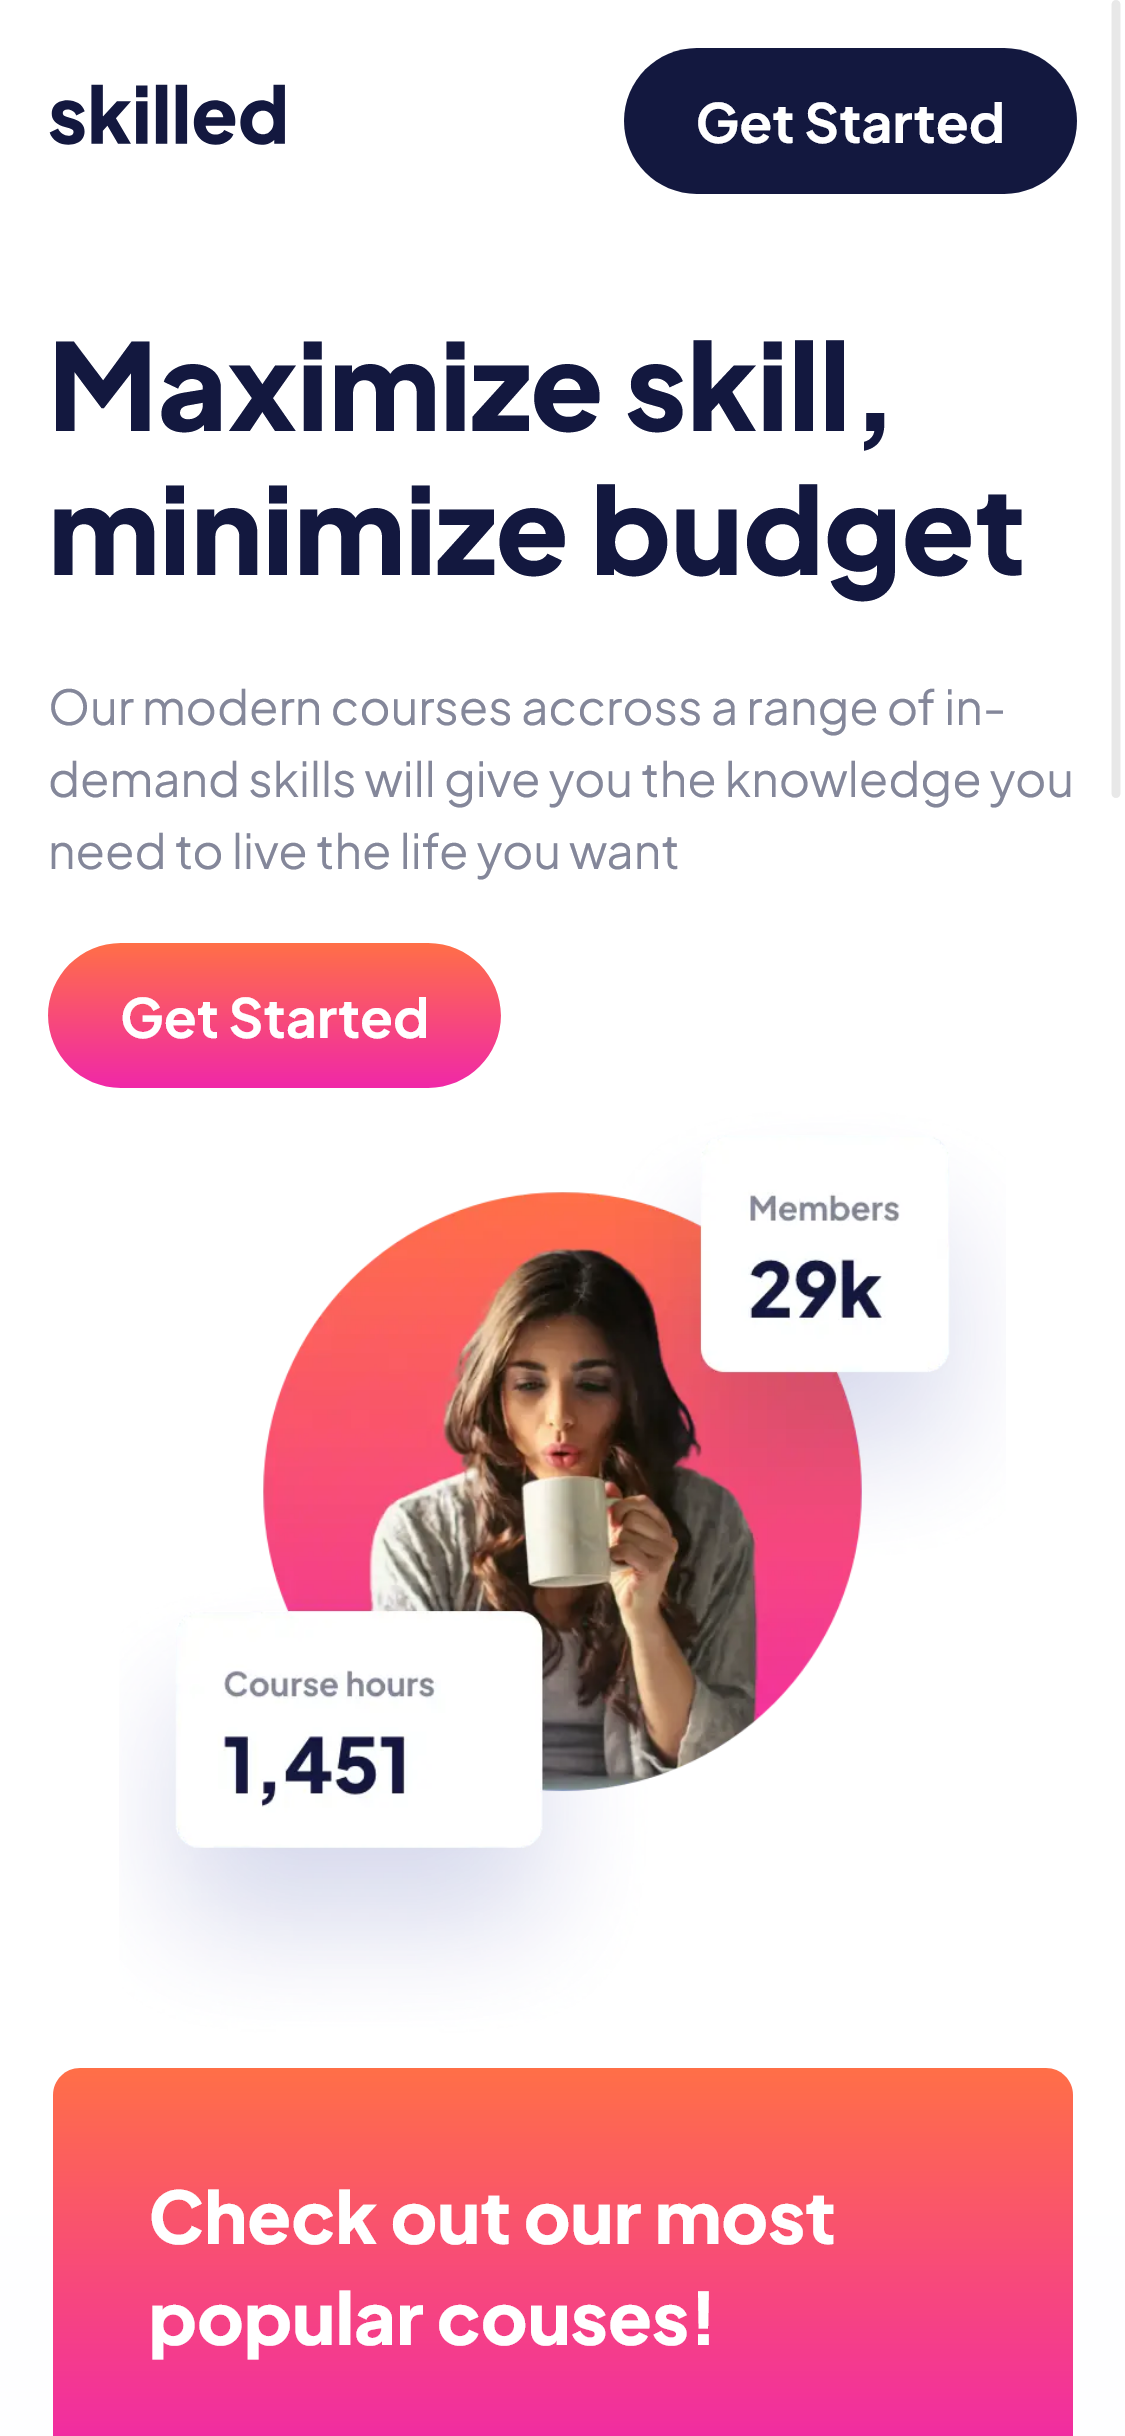 skilled
Get Started
Maximize skill,
minimize budget
Our modern courses accross a range of in-
demand skills will give you the knowledge you
need to live the life you want
Get Started
Members
29k
Course hours
1,451
Check out our most
popular couses!